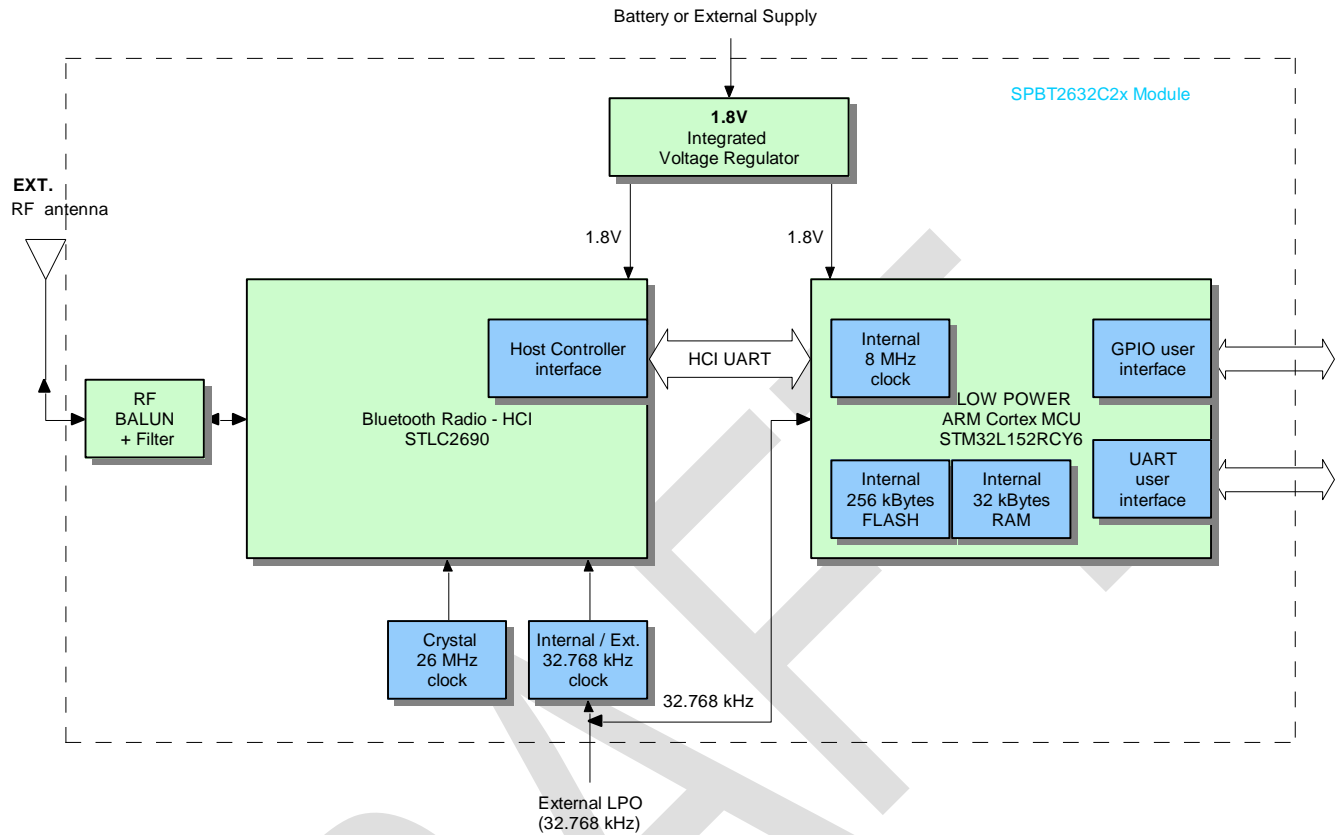 Battery or External Supply
SPBT2632C2x Module
1.8V
Integrated
Voltage Regulator
EXT.
RF antenna
1.8V
1.8V
Host Controller
interface
HCI UART
Internal
8 MHz
clock
GPIO user
interface
RF
BALUN
+ Filter
Bluetooth Radio - HCI
STLC2690
LOW POWER
ARM Cortex MCU
STM32L152RCY6
UART
user
interface
Internal
256 kBytes
FLASH
Internal
32 kBytes
RAM
Crystal
26 MHz
clock
Internal / Ext.
32.768 kHz
clock
32.768 kHz
External LPO
(32.768 kHz)